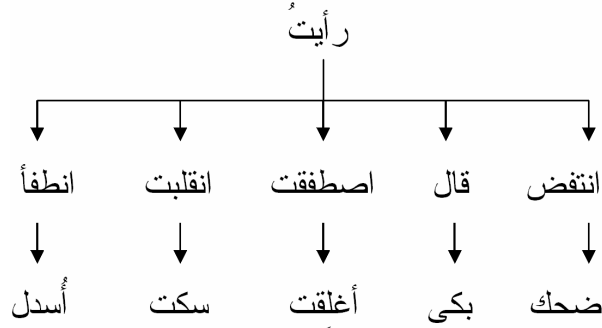 رأيتُ
انتفض قال اصطفقت انقلبت انطفأ
ضحك بكى أغلقت سكت أُسدل